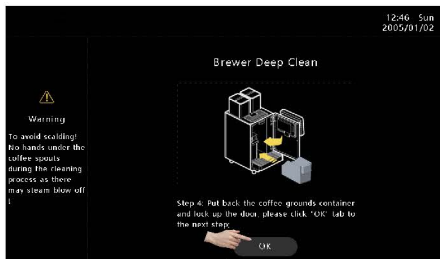 12:46 Sun
2005/01/02
Brewer Deep Clean
Warning
To avoid scalding!
No hands under the
coffee spouts
during the cleaning
process as there
may steam blow off
!
Step 4: Put back the coffee grounds container
and lock up the door, please click "OK" tab to
the next step;
OK